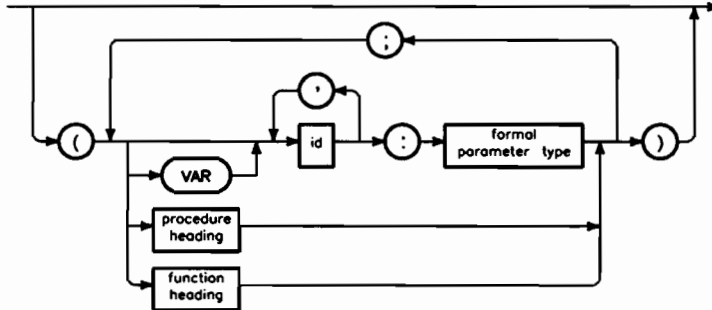 ;
,
( id : formal parameter type )
VAR
procedure heading
function heading